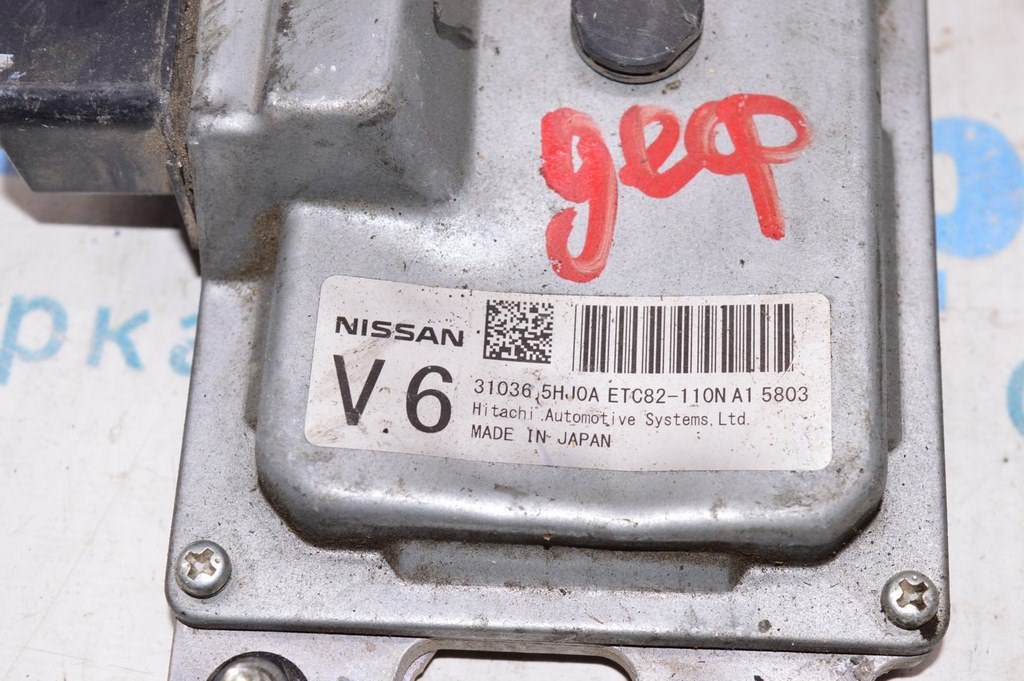 деф
NISSAN
V.6
31036 5HJ0A ETC82-110N A1 5803
Hitachi Automotive Systems, Ltd.
MADE IN JAPAN